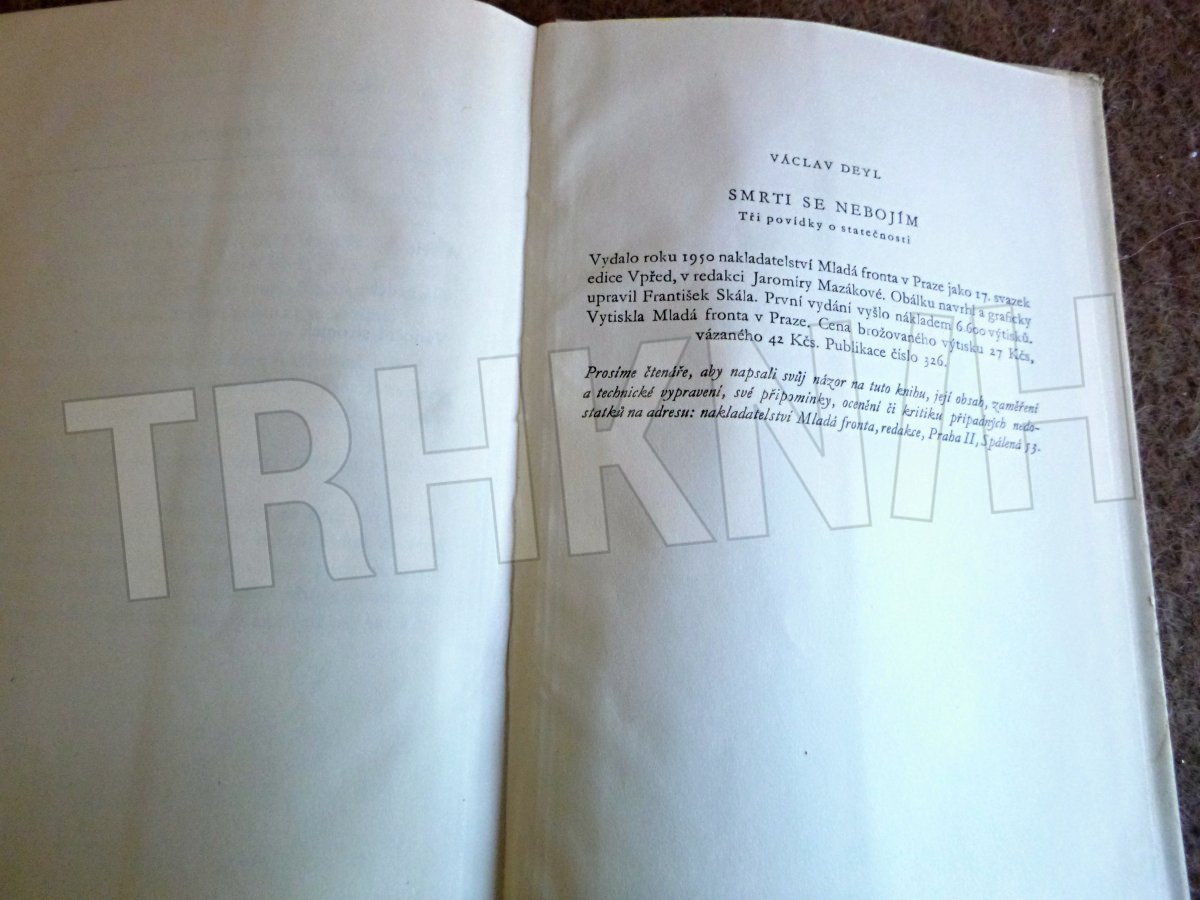 VÁCLAV DEYL
SMRTI SE NEBOJÍM
Tři povídky o statečnosti
Vydalo roku 1950 nakladatelství Mladá fronta v Praze jako 17. svazek
edice Vpřed, v redakci Jaromíry Mazákové. Obálku navrhl a graficky
upravil František Skála. První vydání vyšlo nákladem 6.600 výtisků.
Vytiskla Mladá fronta v Praze. Cena brožovaného výtisku 27 Kčs,
vázaného 42 Kčs. Publikace číslo 326.
Prosíme čtenáře, aby napsali svůj názor na tuto knihu, její obsah, zaměření
a technické vypravení, své připomínky, ocenění či kritiku případných nedo-
statků na adresu: nakladatelství Mladá fronta, redakce, Praha II, Spálená 53.
TRHKNIH